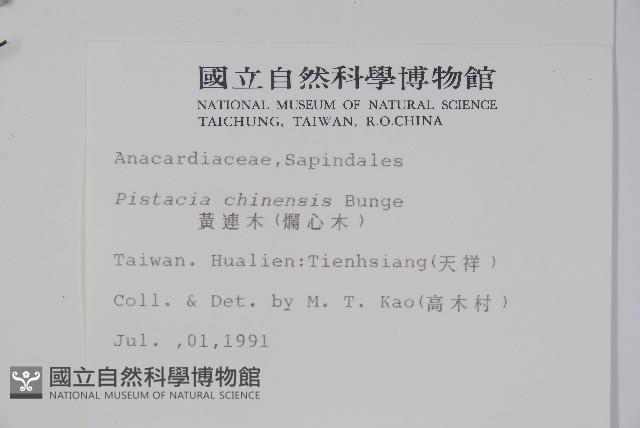 國立自然科學博物館
NATIONAL MUSEUM OF NATURAL SCIENCE
TAICHUNG, TAIWAN, R.O.CHINA
Anacardiaceae,Sapindales
Pistacia chinensis Bunge
黃連木(爛心木)
Taiwan. Hualien:Tienhsiang(天祥)
Coll. & Det. by M. T. Kao(高木村)
Jul. ,01,1991
國立自然科學博物館
NATIONAL MUSEUM OF NATURAL SCIENCE